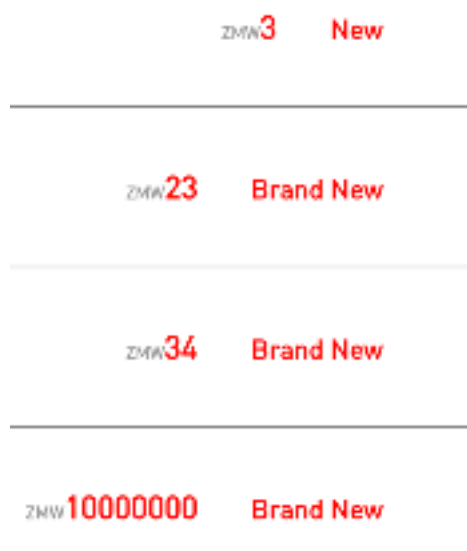 ZMW3 New
ZMW23 Brand New
ZMW34 Brand New
ZMW10000000 Brand New